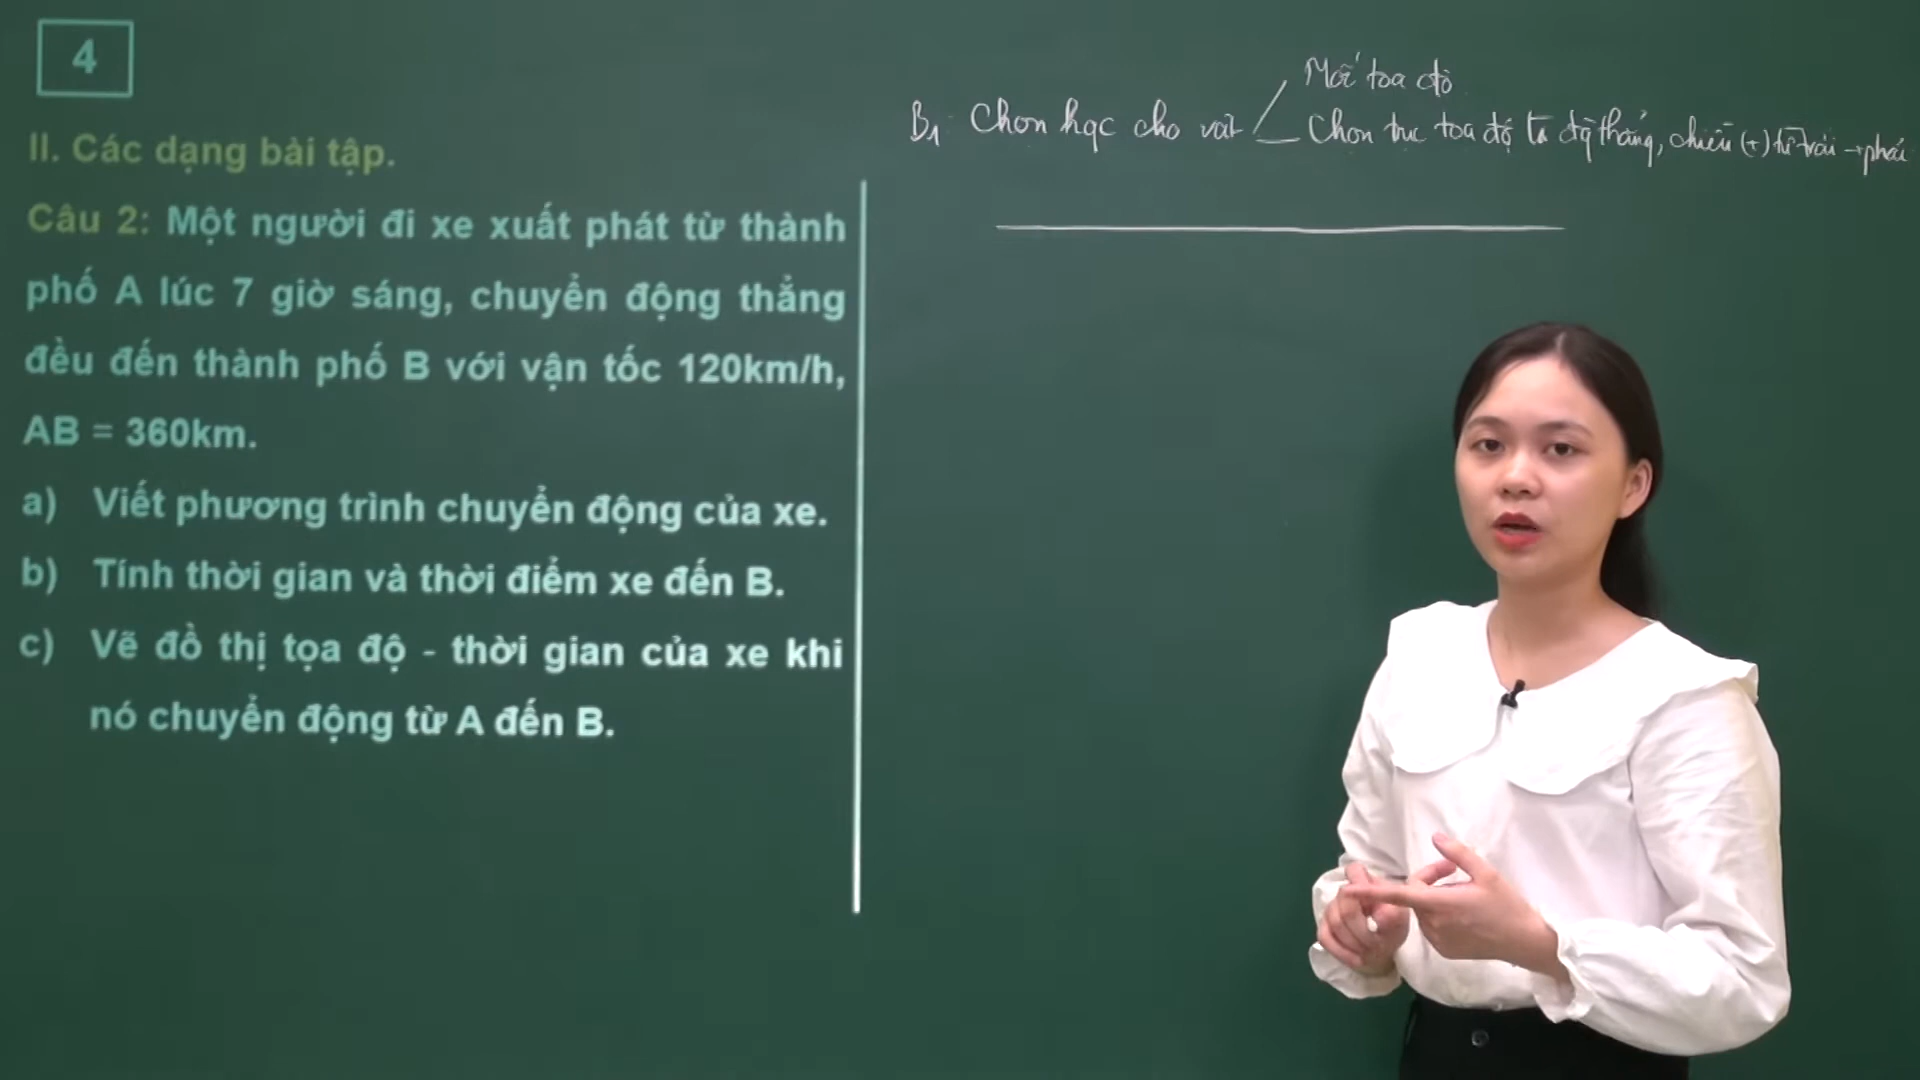 4
II. Các dạng bài tập.
Câu 2: Một người đi xe xuất phát từ thành
phố A lúc 7 giờ sáng, chuyển động thẳng
đều đến thành phố B với vận tốc 120km/h,
AB = 360km.
a) Viết phương trình chuyển động của xe.
b) Tính thời gian và thời điểm xe đến B.
c) Vẽ đồ thị tọa độ - thời gian của xe khi
nó chuyển động từ A đến B.
Mốc toạ độ
B1: Chọn hqc cho vật
Chọn trục toạ độ là đg thẳng, chiều (+) từ trái → phải